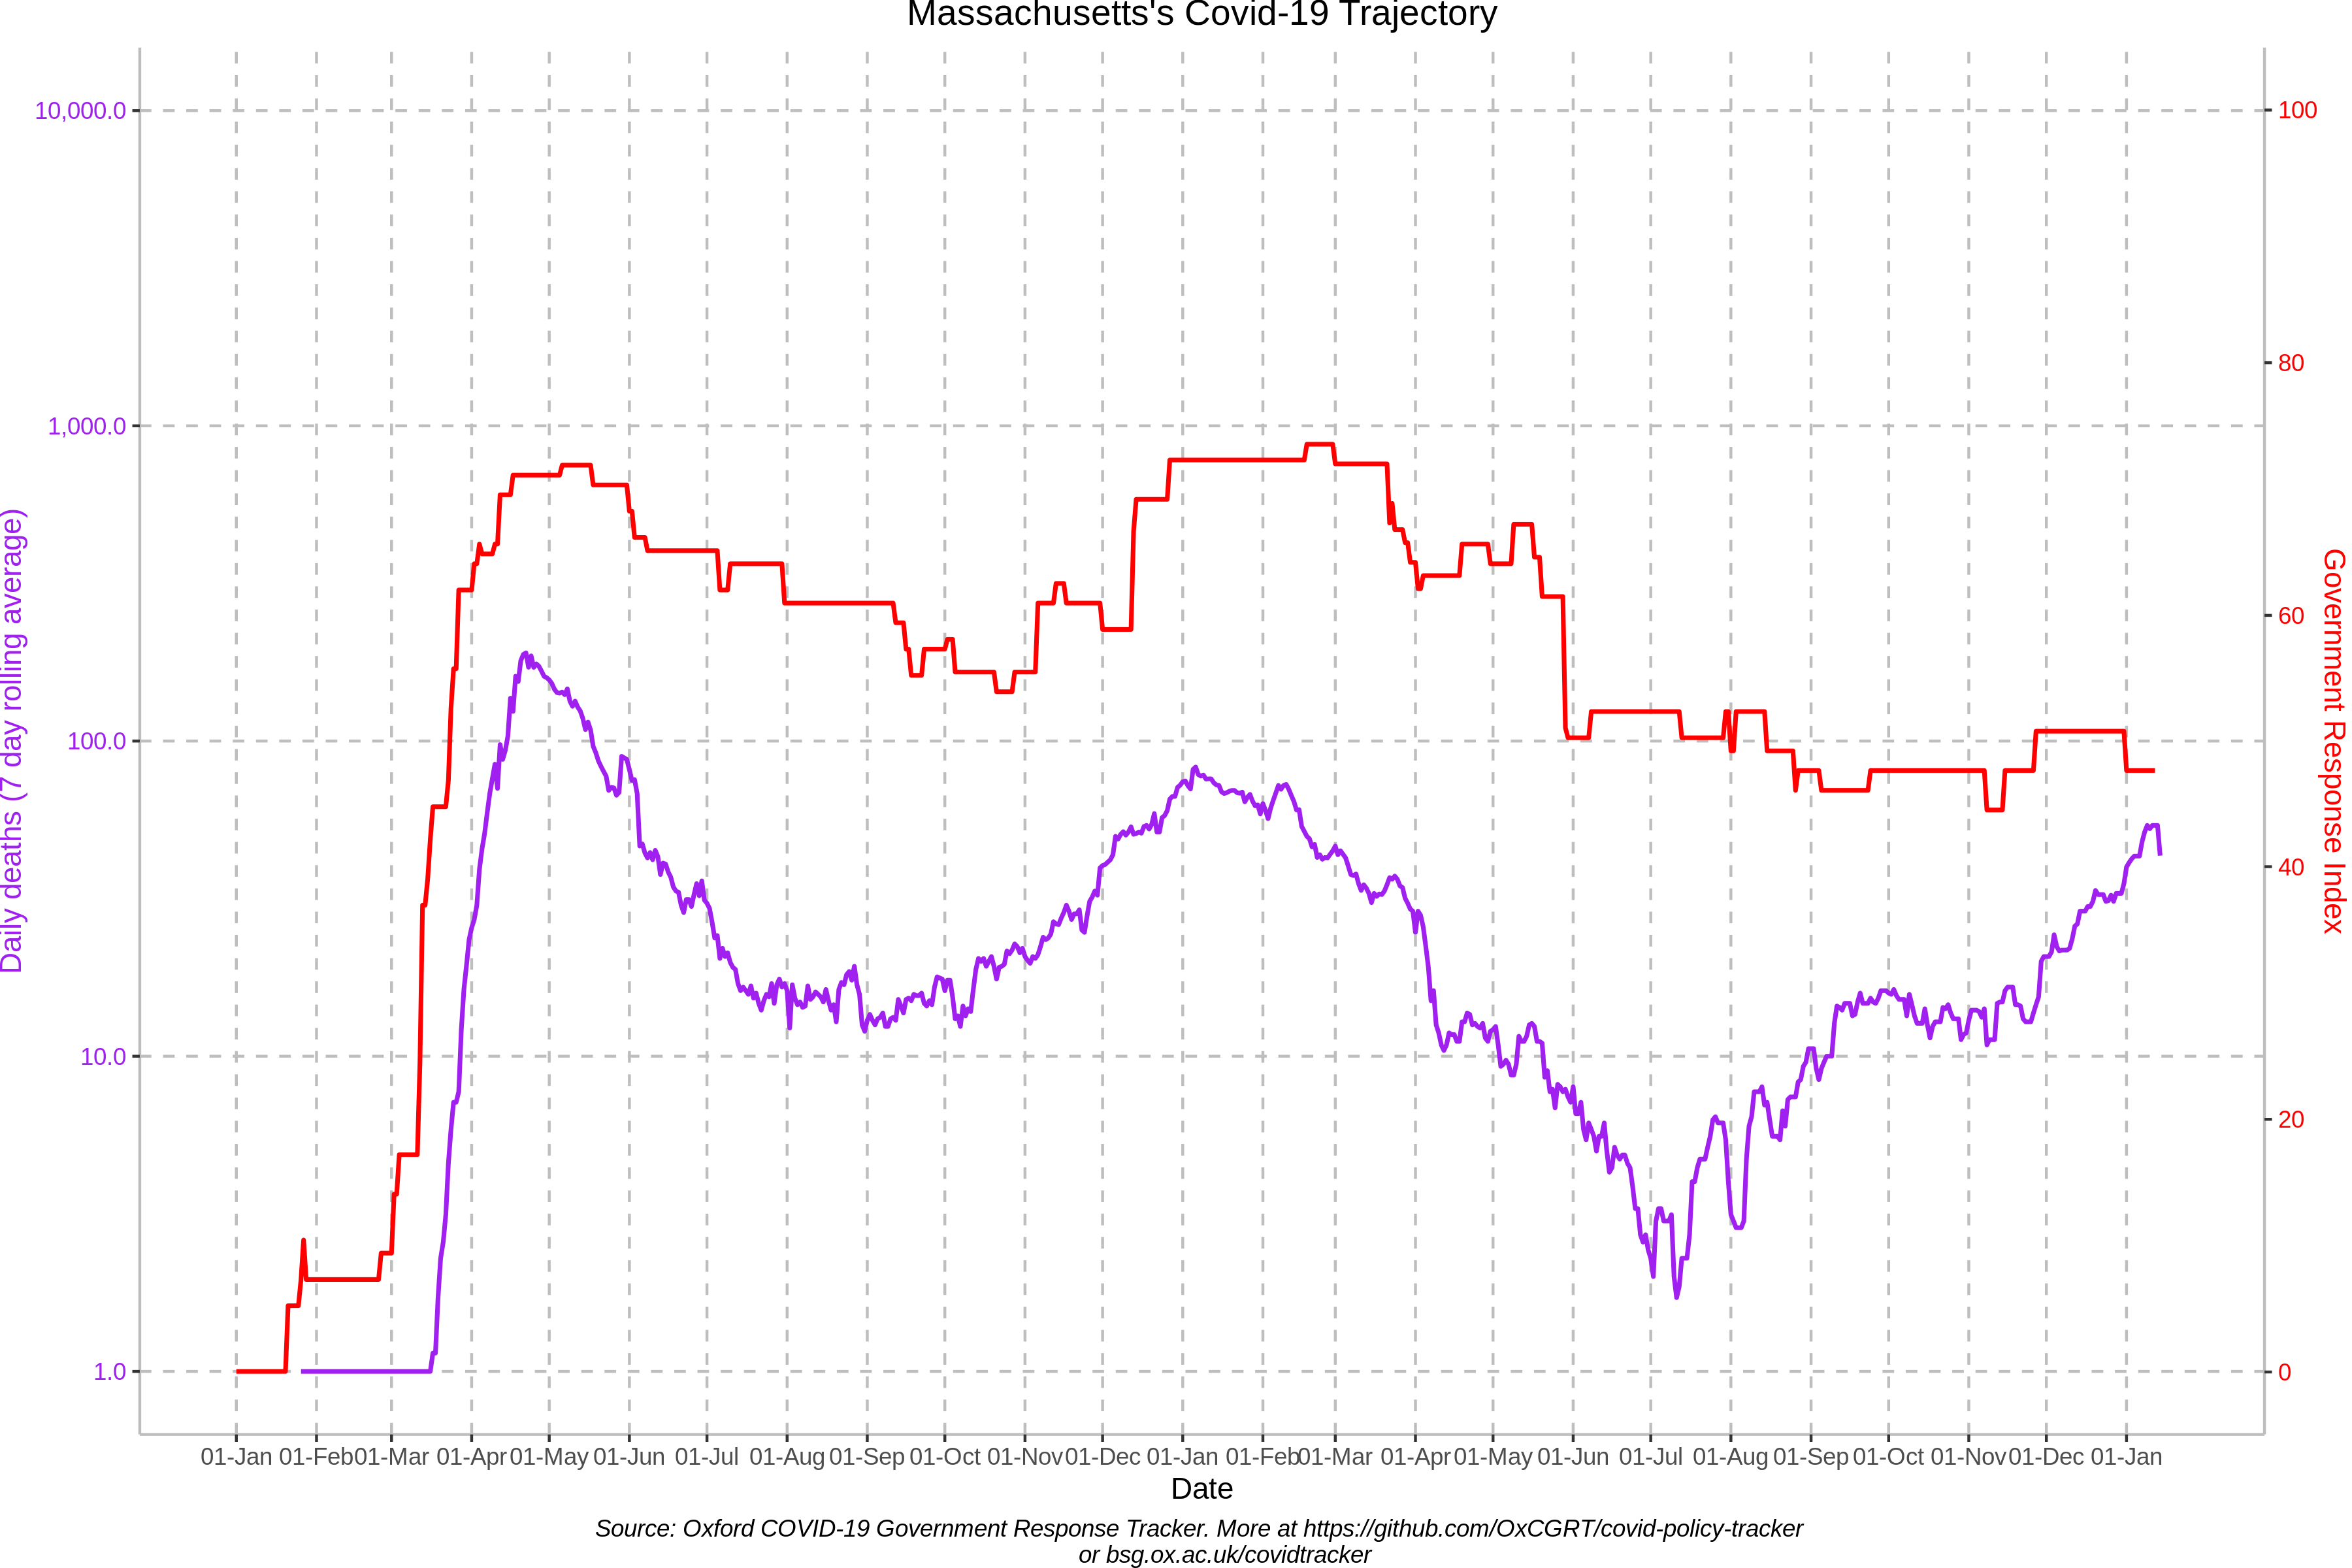 Massachusetts's Covid-19 Trajectory
10,000.0
1,000.0
100.0
10.0
1.0
Daily deaths (7 day rolling average)
100
80
60
40
20
0
Government Response Index
01-Jan 01-Feb 01-Mar 01-Apr 01-May 01-Jun 01-Jul 01-Aug 01-Sep 01-Oct 01-Nov 01-Dec 01-Jan 01-Feb 01-Mar 01-Apr 01-May 01-Jun 01-Jul 01-Aug 01-Sep 01-Oct 01-Nov 01-Dec 01-Jan
Date
Source: Oxford COVID-19 Government Response Tracker. More at https://github.com/OxCGRT/covid-policy-tracker
or bsg.ox.ac.uk/covidtracker